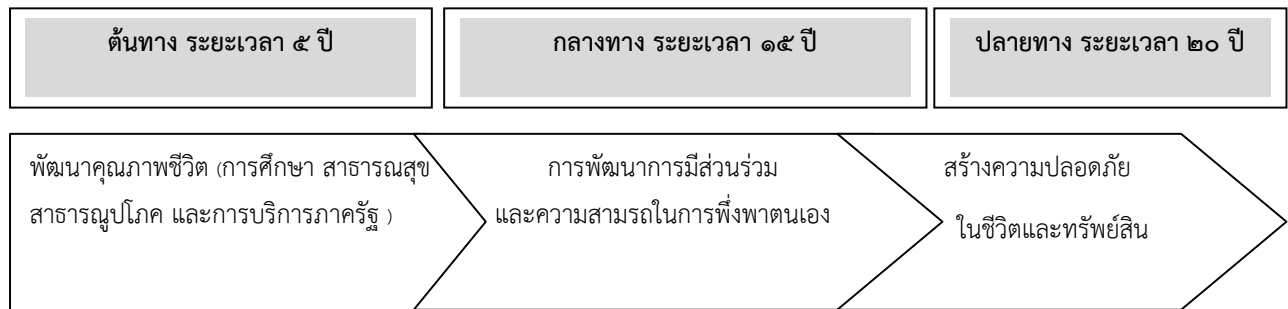 ต้นทาง ระยะเวลา ๕ ปี
กลางทาง ระยะเวลา ๑๕ ปี
ปลายทาง ระยะเวลา ๒๐ ปี
พัฒนาคุณภาพชีวิต (การศึกษา สาธารณสุข
สาธารณูปโภค และการบริการภาครัฐ )
การพัฒนาการมีส่วนร่วม
และความสามรถในการพึ่งพาตนเอง
สร้างความปลอดภัย
ในชีวิตและทรัพย์สิน